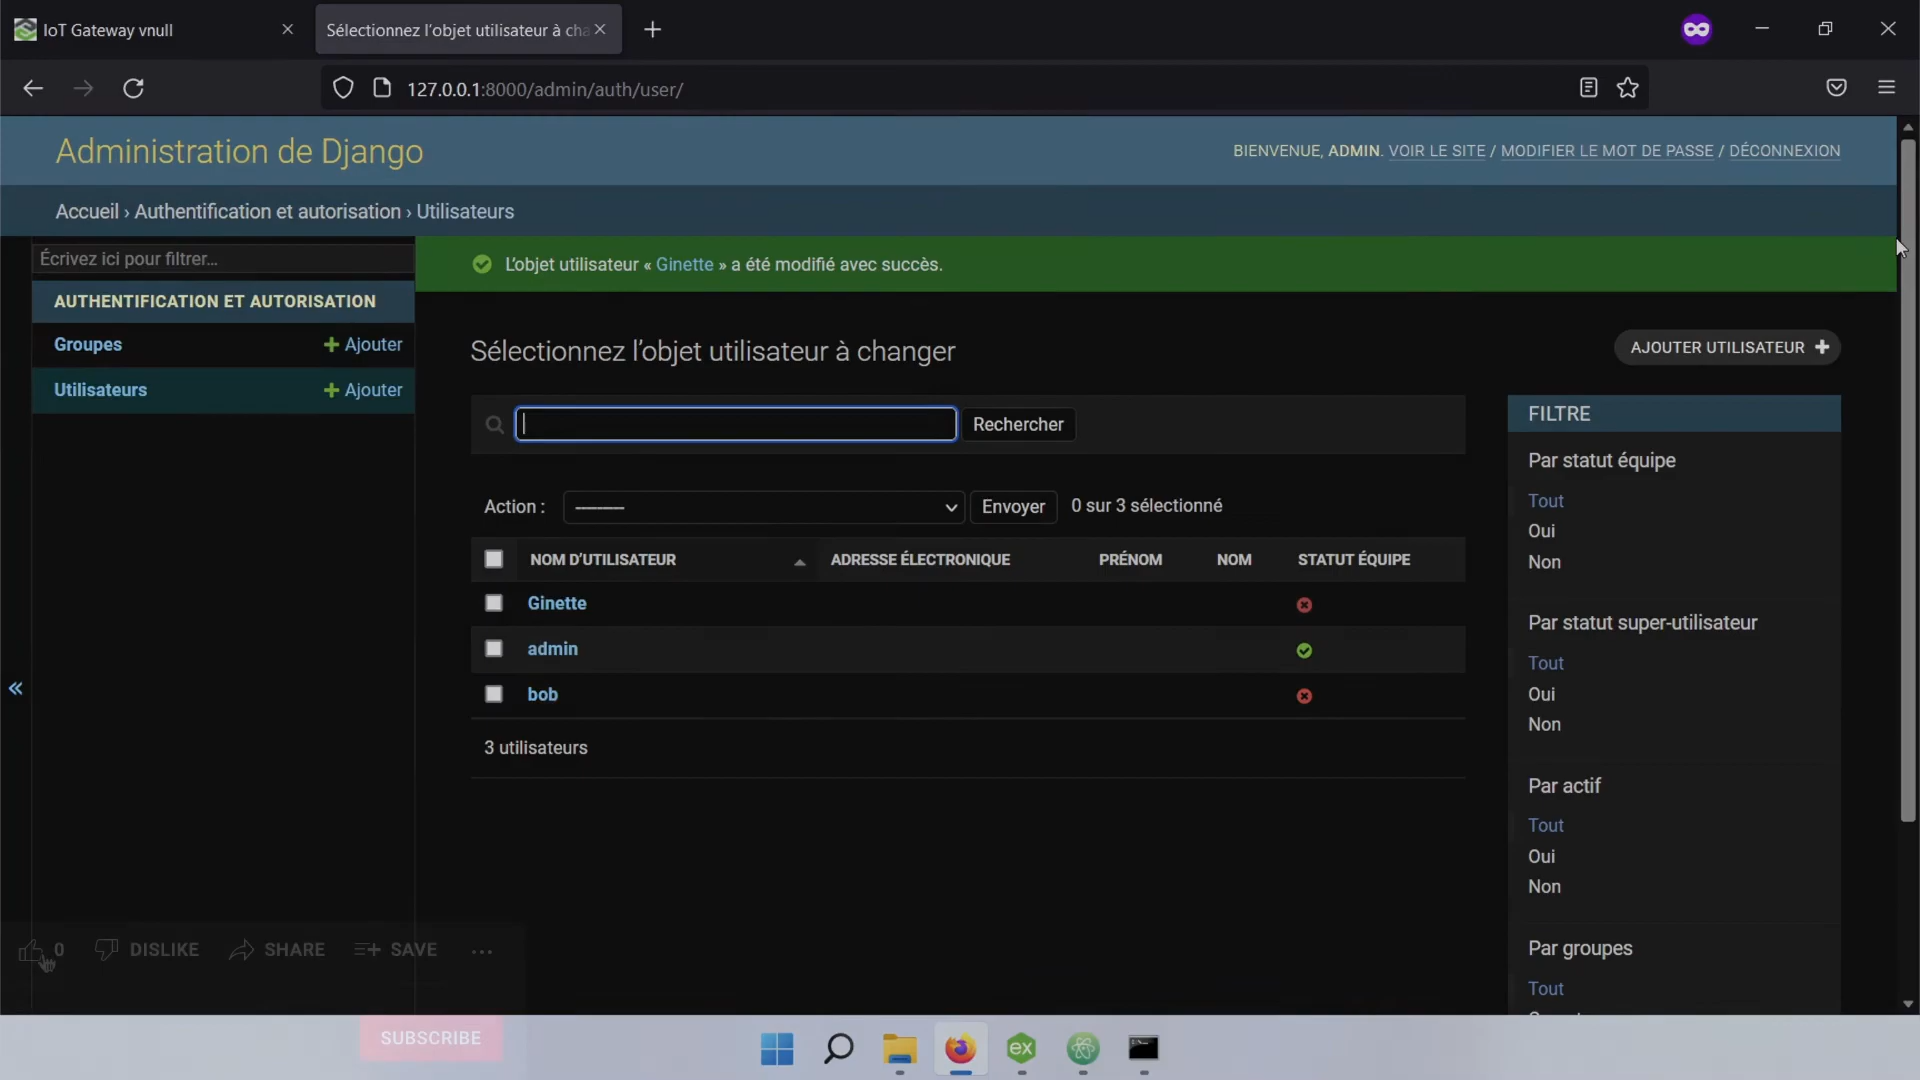 IoT Gateway vnull
Sélectionnez l’objet utilisateur à cha
127.0.0.1:8000/admin/auth/user/
Administration de Django
BIENVENUE, ADMIN. VOIR LE SITE / MODIFIER LE MOT DE PASSE / DÉCONNEXION
Accueil › Authentification et autorisation › Utilisateurs
Écrivez ici pour filtrer…
AUTHENTIFICATION ET AUTORISATION
Groupes
Ajouter
Utilisateurs
Ajouter
L’objet utilisateur « Ginette » a été modifié avec succès.
Sélectionnez l’objet utilisateur à changer
AJOUTER UTILISATEUR
Rechercher
Action :
---------
Envoyer
0 sur 3 sélectionné
NOM D’UTILISATEUR ADRESSE ÉLECTRONIQUE PRÉNOM NOM STATUT ÉQUIPE
Ginette
admin
bob
3 utilisateurs
FILTRE
Par statut équipe
Tout
Oui
Non
Par statut super-utilisateur
Tout
Oui
Non
Par actif
Tout
Oui
Non
Par groupes
Tout
0 DISLIKE SHARE SAVE ...
SUBSCRIBE
ex